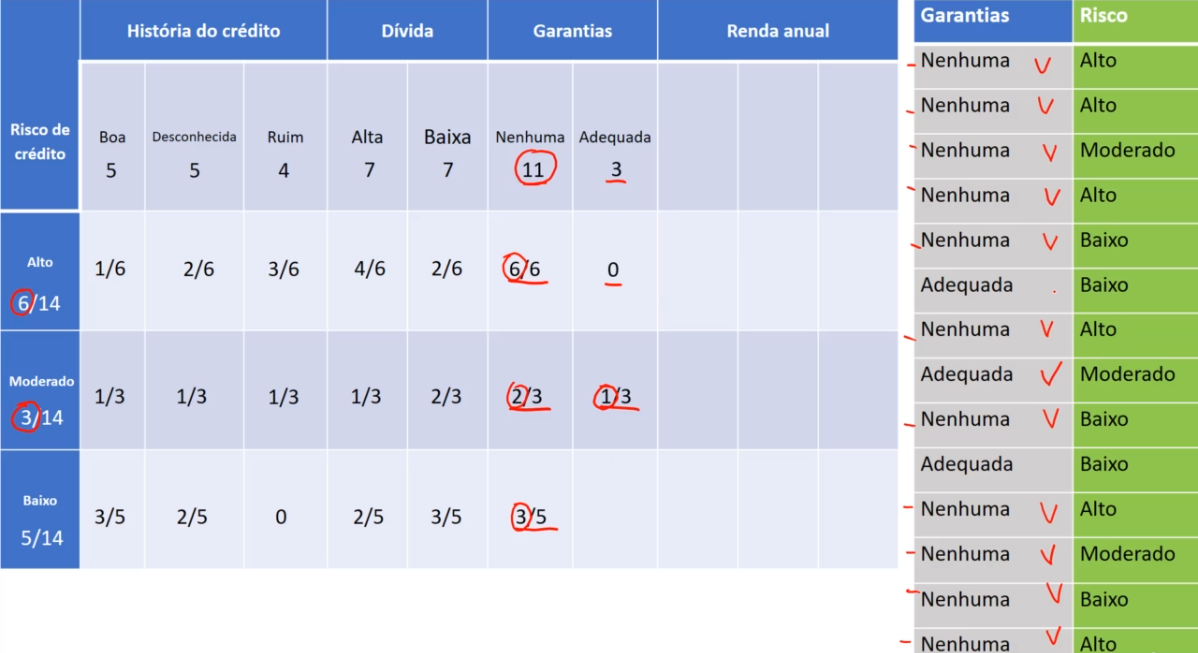 História do crédito Dívida Garantias Renda anual
Risco de crédito
Boa Desconhecida Ruim Alta Baixa Nenhuma Adequada
5 5 4 7 7 11 3
Alto
6/14
1/6 2/6 3/6 4/6 2/6 6/6 0
Moderado
3/14
1/3 1/3 1/3 1/3 2/3 2/3 1/3
Baixo
5/14
3/5 2/5 0 2/5 3/5 3/5
Garantias Risco
Nenhuma Alto
Nenhuma Alto
Nenhuma Moderado
Nenhuma Alto
Nenhuma Baixo
Adequada Baixo
Nenhuma Alto
Adequada Moderado
Nenhuma Baixo
Adequada Baixo
Nenhuma Alto
Nenhuma Moderado
Nenhuma Baixo
Nenhuma Alto